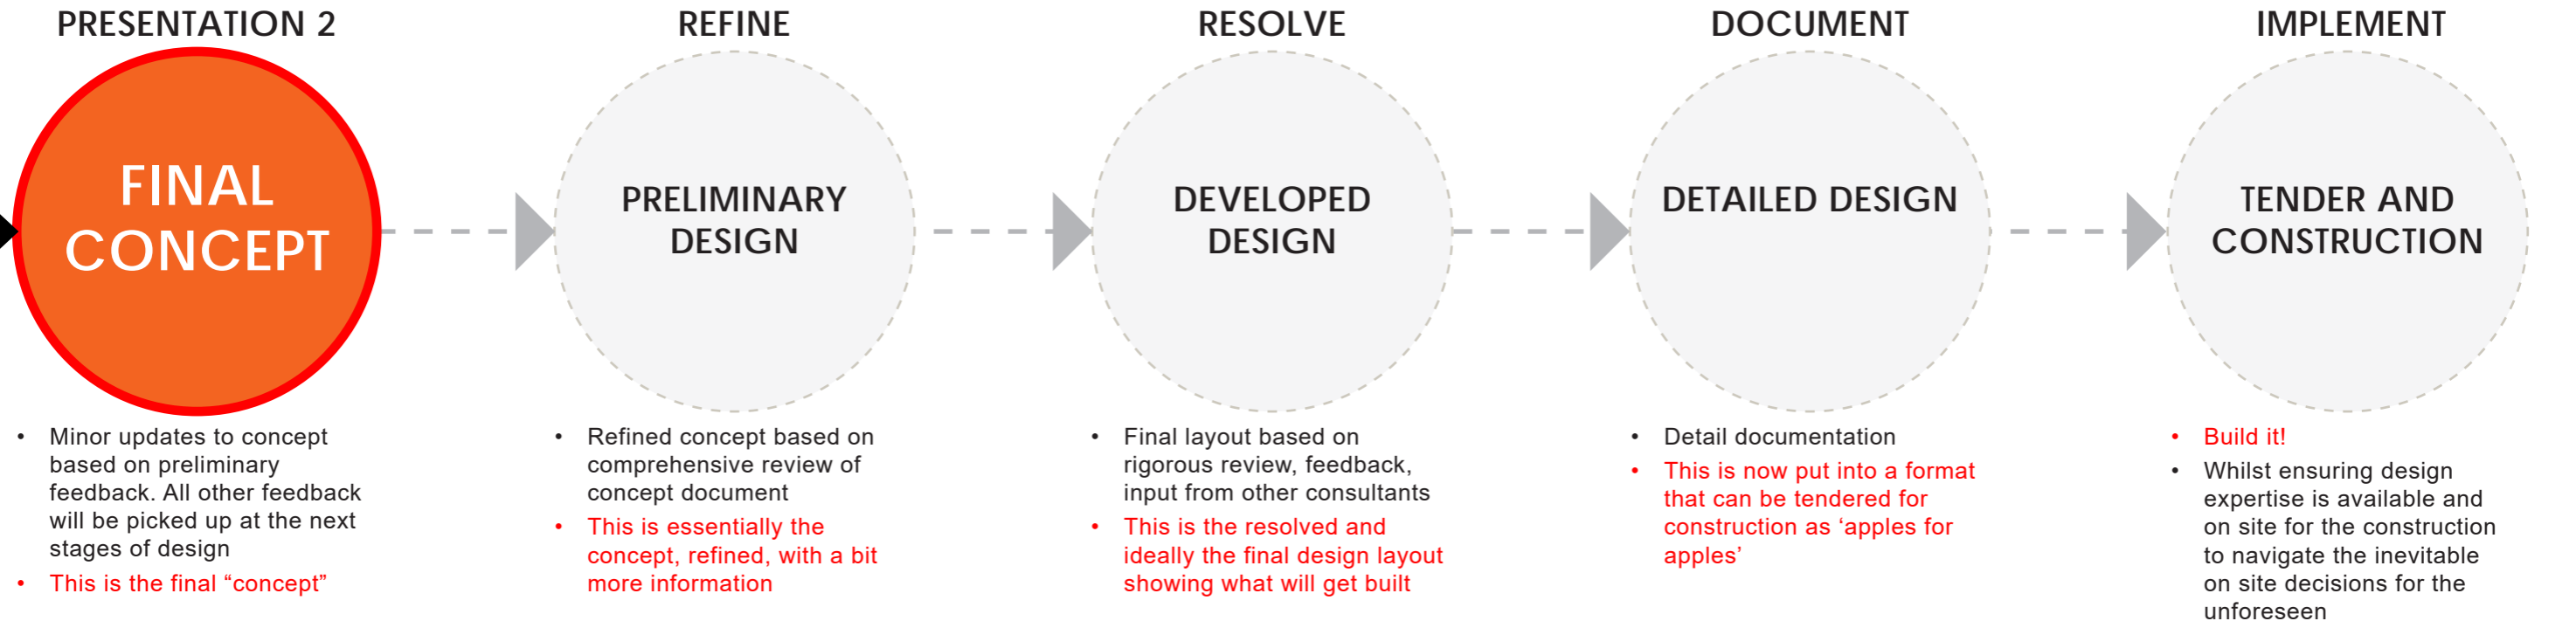 PRESENTATION 2
FINAL
CONCEPT
• Minor updates to concept
based on preliminary
feedback. All other feedback
will be picked up at the next
stages of design
• This is the final “concept”
REFINE
PRELIMINARY
DESIGN
• Refined concept based on
comprehensive review of
concept document
• This is essentially the
concept, refined, with a bit
more information
RESOLVE
DEVELOPED
DESIGN
• Final layout based on
rigorous review, feedback,
input from other consultants
• This is the resolved and
ideally the final design layout
showing what will get built
DOCUMENT
DETAILED DESIGN
• Detail documentation
• This is now put into a format
that can be tendered for
construction as ‘apples for
apples’
IMPLEMENT
TENDER AND
CONSTRUCTION
• Build it!
• Whilst ensuring design
expertise is available and
on site for the construction
to navigate the inevitable
on site decisions for the
unforeseen